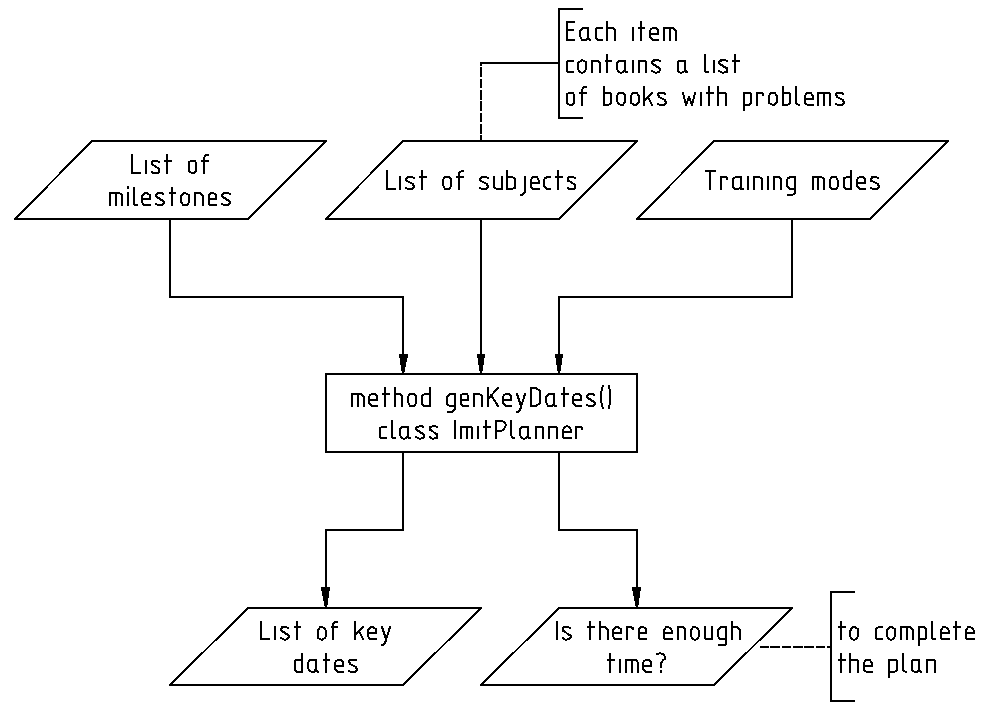 Each item
contains a list
of books with problems
List of
milestones
List of subjects
Training modes
method genKeyDates()
class ImitPlanner
List of key
dates
Is there enough
time?
to complete
the plan